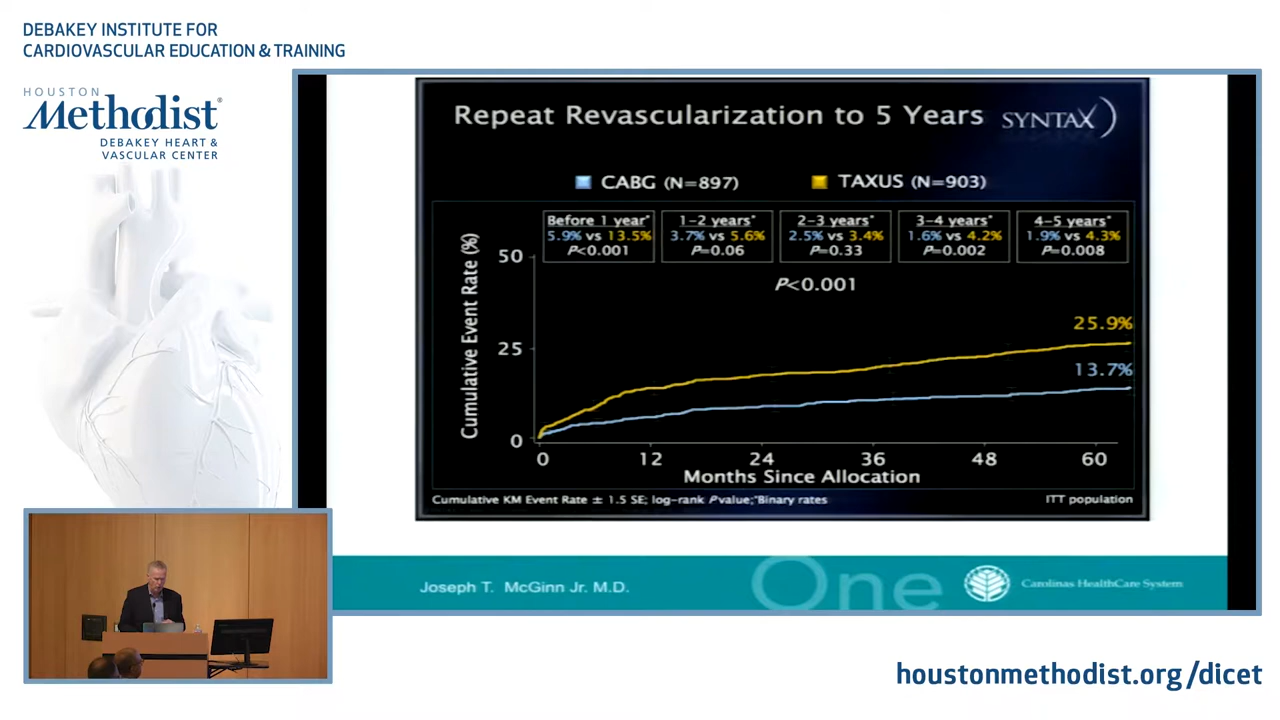 DEBAKEY INSTITUTE FOR
CARDIOVASCULAR EDUCATION & TRAINING
HOUSTON
Methodist®
DEBAKEY HEART &
VASCULAR CENTER
Repeat Revascularization to 5 Years
SYNTAX
CABG (N=897)
TAXUS (N=903)
Before 1 year*
5.9% vs 13.5%
P<0.001
1-2 years*
3.7% vs 5.6%
P=0.06
2-3 years*
2.5% vs 3.4%
P=0.33
3-4 years*
1.6% vs 4.2%
P=0.002
4-5 years*
1.9% vs 4.3%
P=0.008
P<0.001
Cumulative Event Rate (%)
50
25
0
25.9%
13.7%
0 12 24 36 48 60
Months Since Allocation
Cumulative KM Event Rate ± 1.5 SE; log-rank P value;*Binary rates
ITT population
Joseph T. McGinn Jr. M.D.
One
Carolinas HealthCare System
houstonmethodist.org/dicet